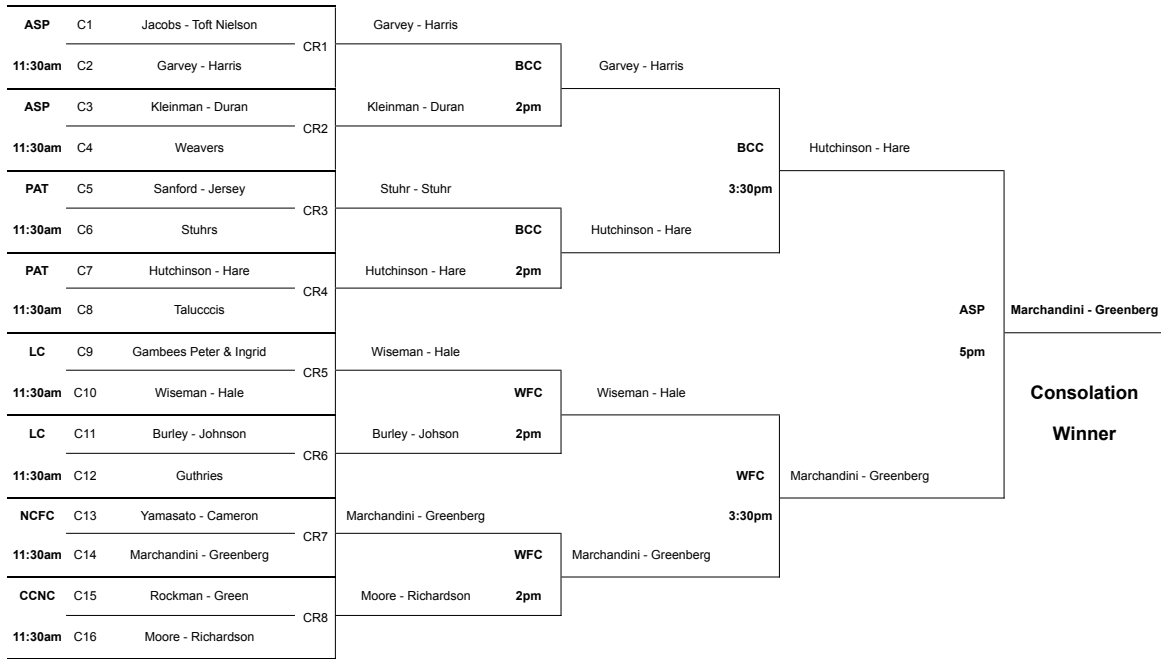 ASP C1 Jacobs - Toft Nielson Garvey - Harris
CR1
11:30am C2 Garvey - Harris BCC Garvey - Harris
ASP C3 Kleinman - Duran Kleinman - Duran 2pm
CR2
11:30am C4 Weavers BCC Hutchinson - Hare
PAT C5 Sanford - Jersey Stuhr - Stuhr 3:30pm
CR3
11:30am C6 Stuhrs BCC Hutchinson - Hare
PAT C7 Hutchinson - Hare Hutchinson - Hare 2pm
CR4
11:30am C8 Talucccis ASP Marchandini - Greenberg
LC C9 Gambees Peter & Ingrid Wiseman - Hale 5pm
CR5
11:30am C10 Wiseman - Hale WFC Wiseman - Hale Consolation
LC C11 Burley - Johnson Burley - Johson 2pm Winner
CR6
11:30am C12 Guthries WFC Marchandini - Greenberg
NCFC C13 Yamasato - Cameron Marchandini - Greenberg 3:30pm
CR7
11:30am C14 Marchandini - Greenberg WFC Marchandini - Greenberg
CCNC C15 Rockman - Green Moore - Richardson 2pm
CR8
11:30am C16 Moore - Richardson